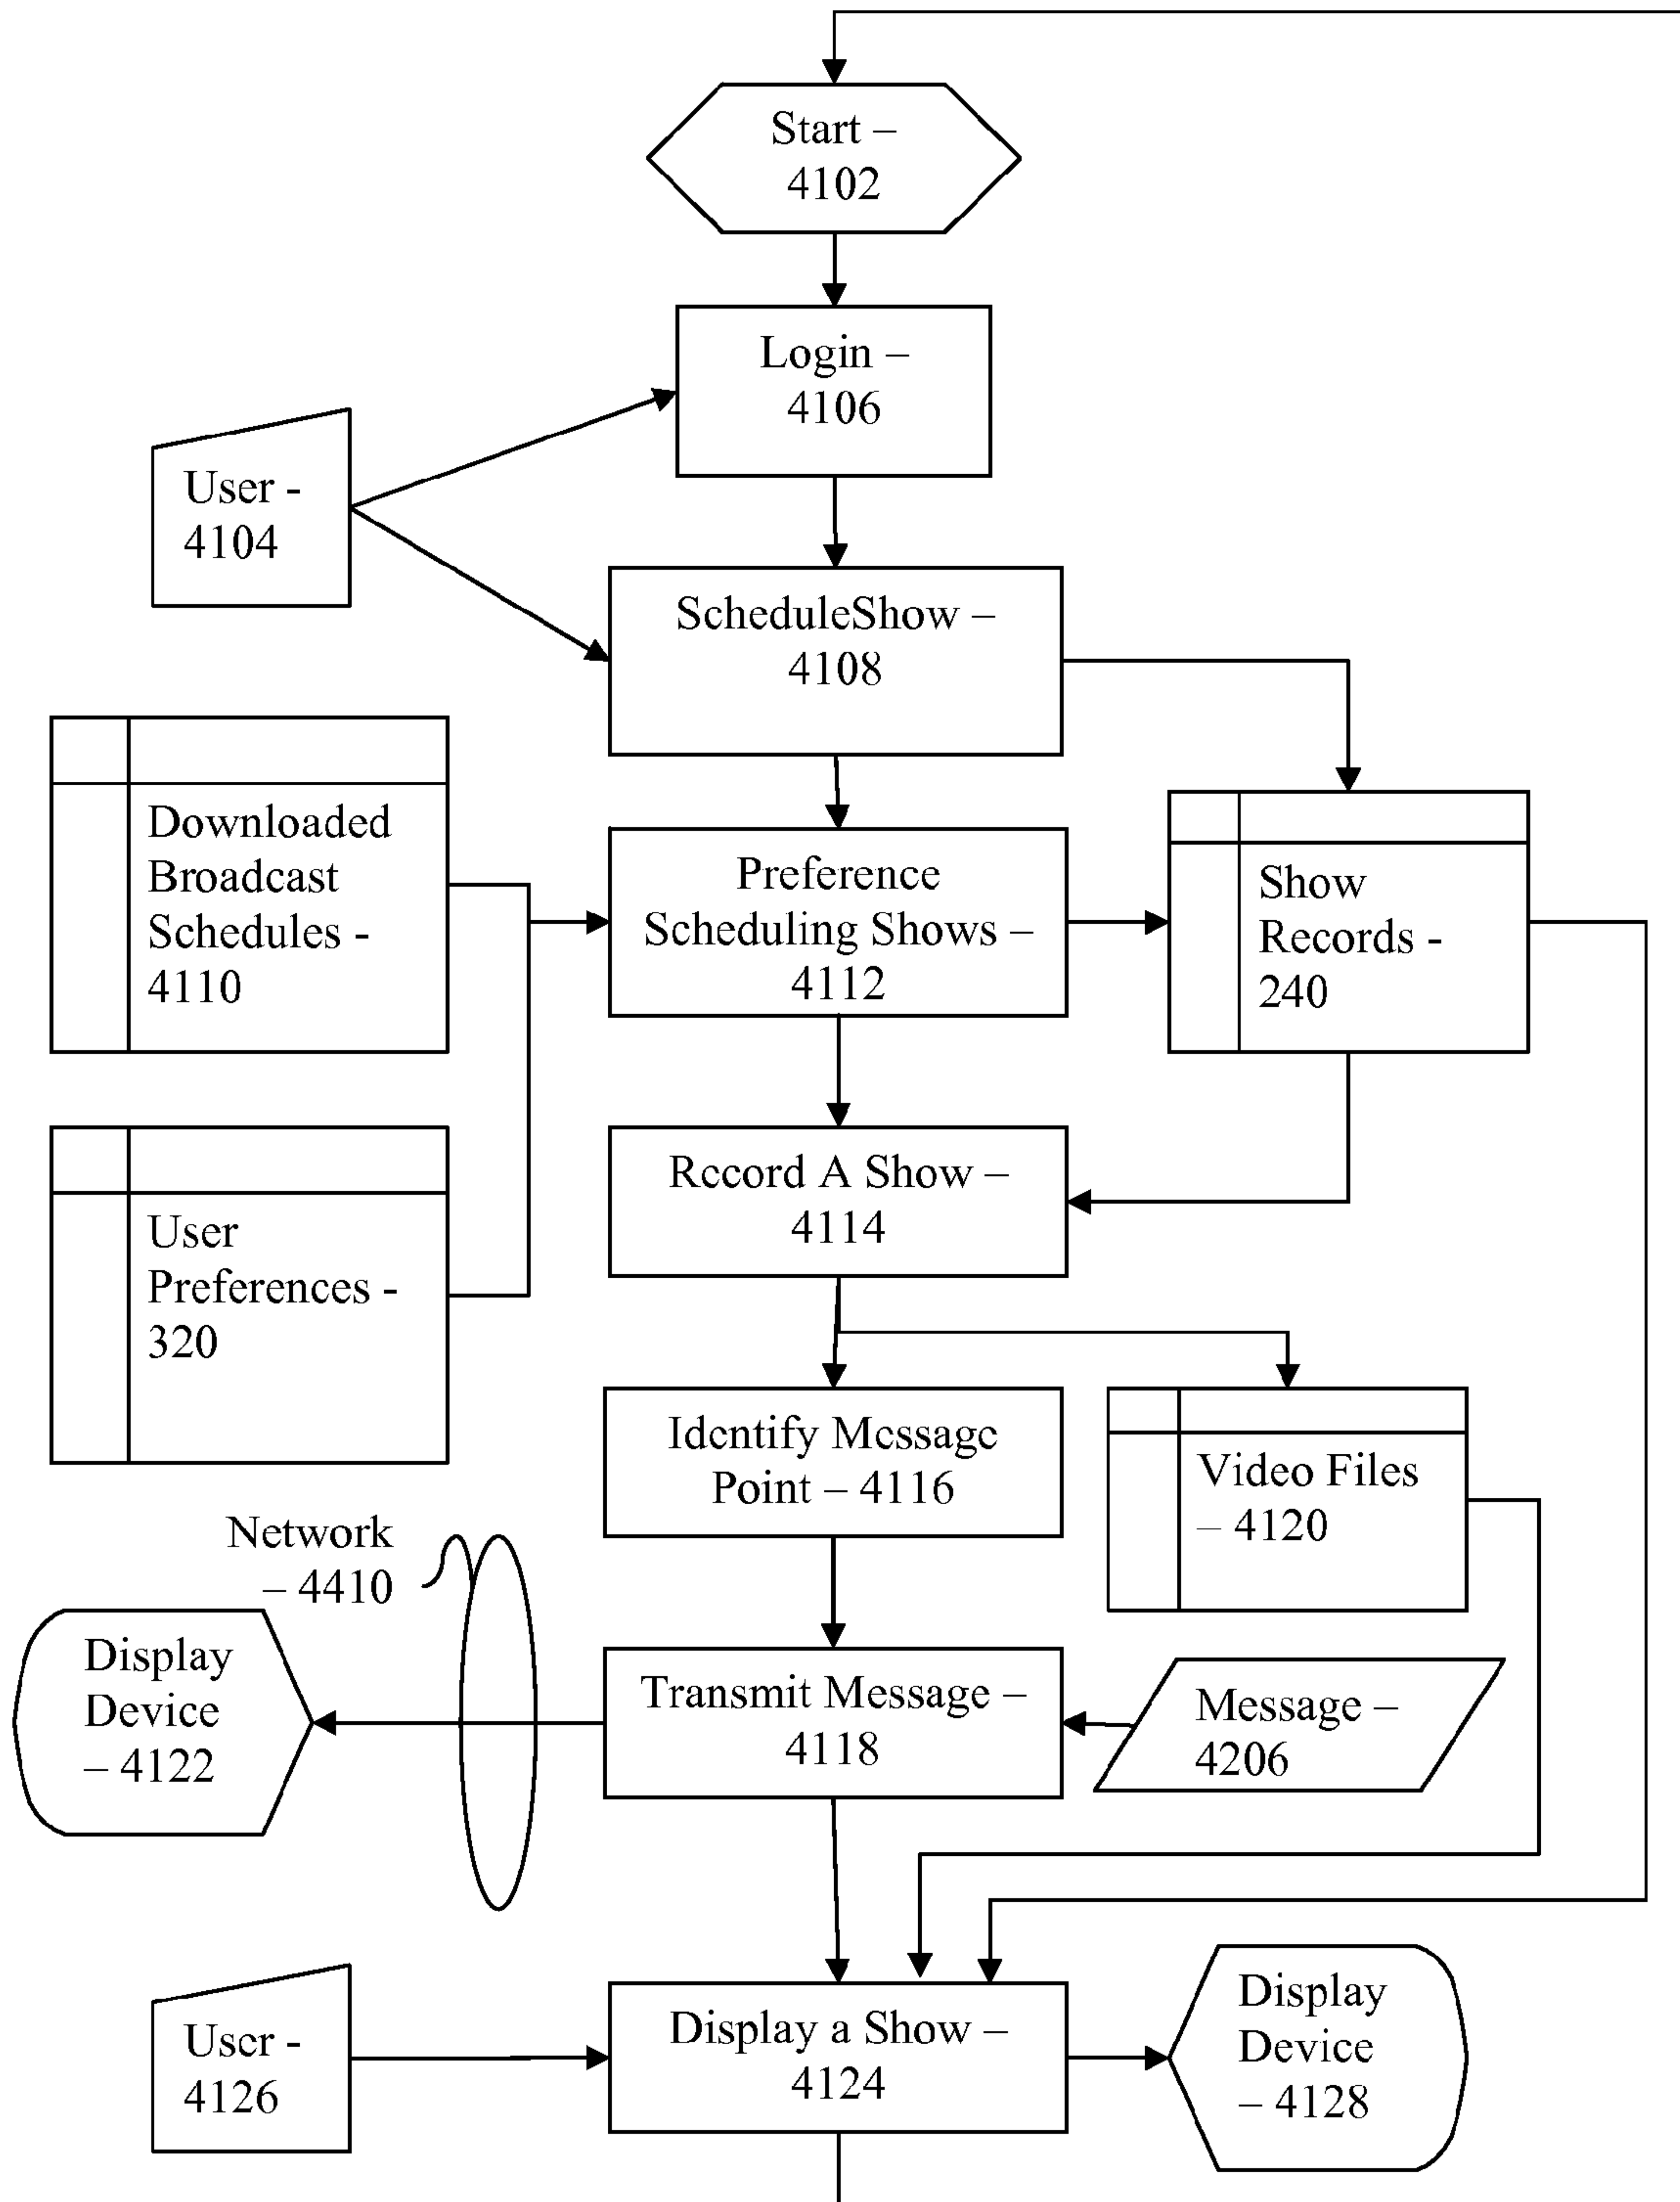 Start –
4102
Login –
4106
User -
4104
ScheduleShow –
4108
Downloaded
Broadcast
Schedules -
4110
Preference
Scheduling Shows –
4112
Show
Records -
240
User
Preferences -
320
Record A Show –
4114
Identify Message
Point – 4116
Video Files
– 4120
Network
– 4410
Display
Device
– 4122
Transmit Message –
4118
Message –
4206
User -
4126
Display a Show –
4124
Display
Device
– 4128